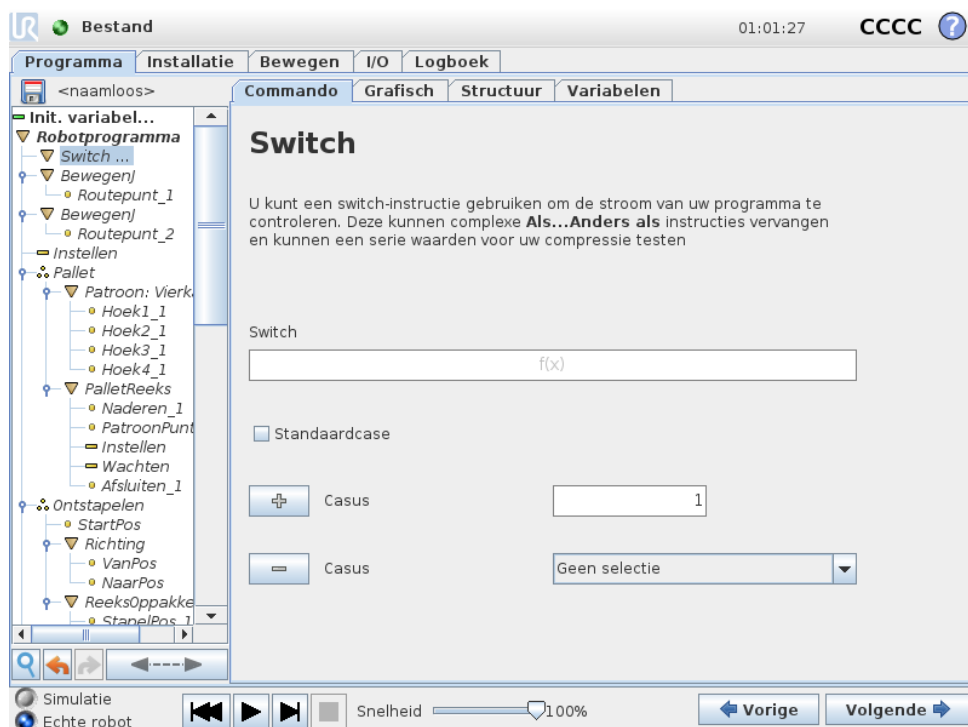 UR Bestand 01:01:27 CCCC ?
Programma Installatie Bewegen I/O Logboek
<naamloos> Commando Grafisch Structuur Variabelen
Init. variabel...
Robotprogramma
Switch ...
BewegenJ
Routepunt_1
BewegenJ
Routepunt_2
Instellen
Pallet
Patroon: Vierk
Hoek1_1
Hoek2_1
Hoek3_1
Hoek4_1
PalletReeks
Naderen_1
PatroonPunt
Instellen
Wachten
Afsluiten_1
Ontstapelen
StartPos
Richting
VanPos
NaarPos
ReeksOppakke
StapelPos_1
Switch
U kunt een switch-instructie gebruiken om de stroom van uw programma te
controleren. Deze kunnen complexe Als...Anders als instructies vervangen
en kunnen een serie waarden voor uw compressie testen
Switch
f(x)
Standaardcase
Casus 1
Casus Geen selectie
Simulatie
Echte robot
Snelheid 100%
Vorige Volgende